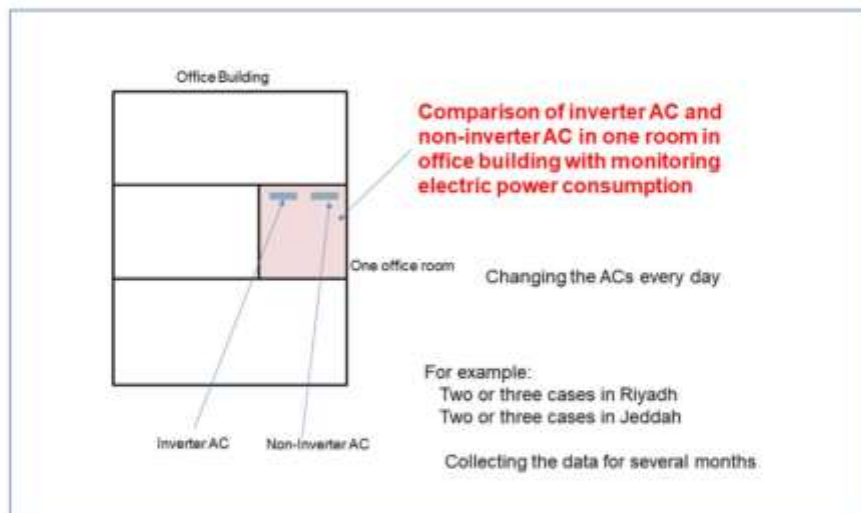 Office Building
Comparison of inverter AC and
non-inverter AC in one room in
office building with monitoring
electric power consumption
One office room
Changing the ACs every day
For example:
Two or three cases in Riyadh
Two or three cases in Jeddah
Inverter AC
Non-Inverter AC
Collecting the data for several months